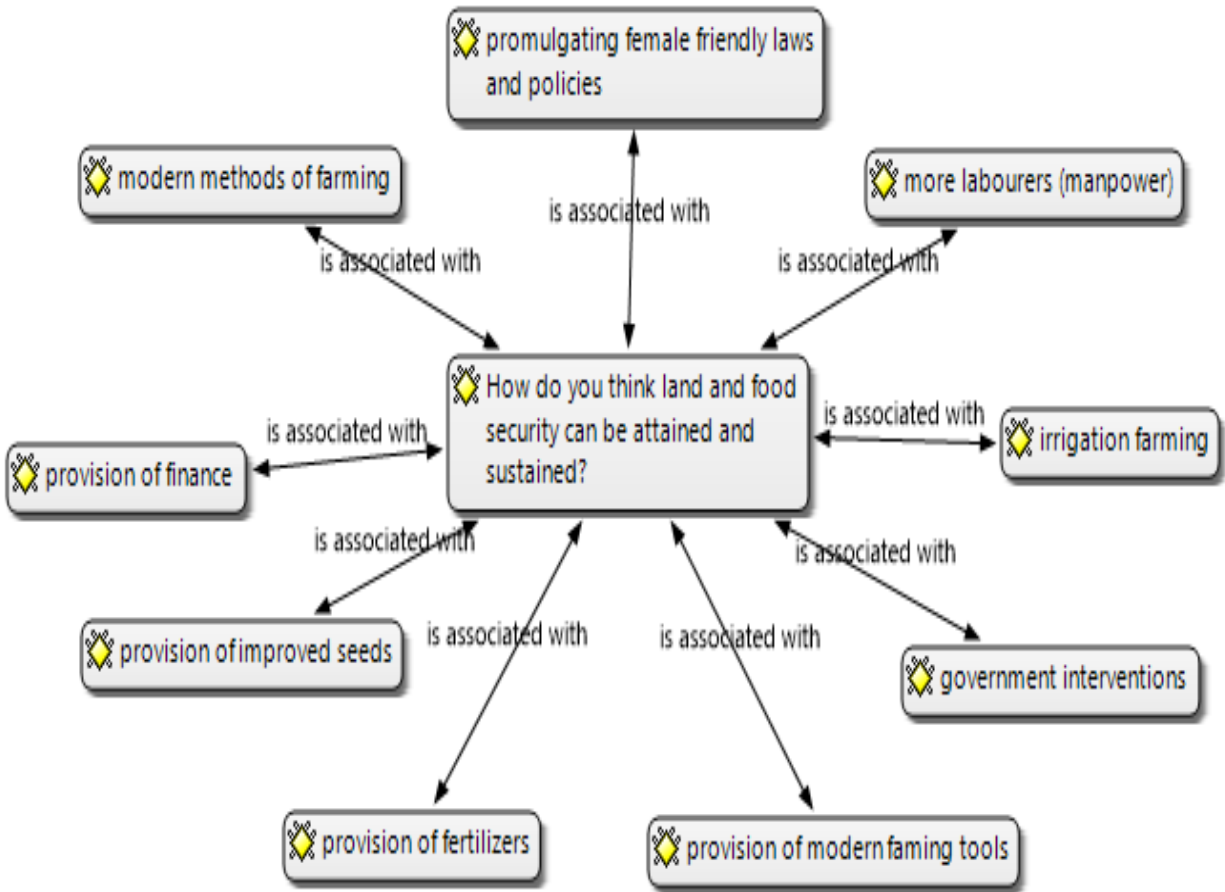 promulgating female friendly laws
and policies
modern methods of farming
more labourers (manpower)
is associated with
is associated with
is associated with
How do you think land and food
security can be attained and
sustained?
is associated with
is associated with
provision of finance
irrigation farming
is associated with
is associated with
provision of improved seeds
is associated with
is associated with
government interventions
provision of fertilizers
provision of modern faming tools